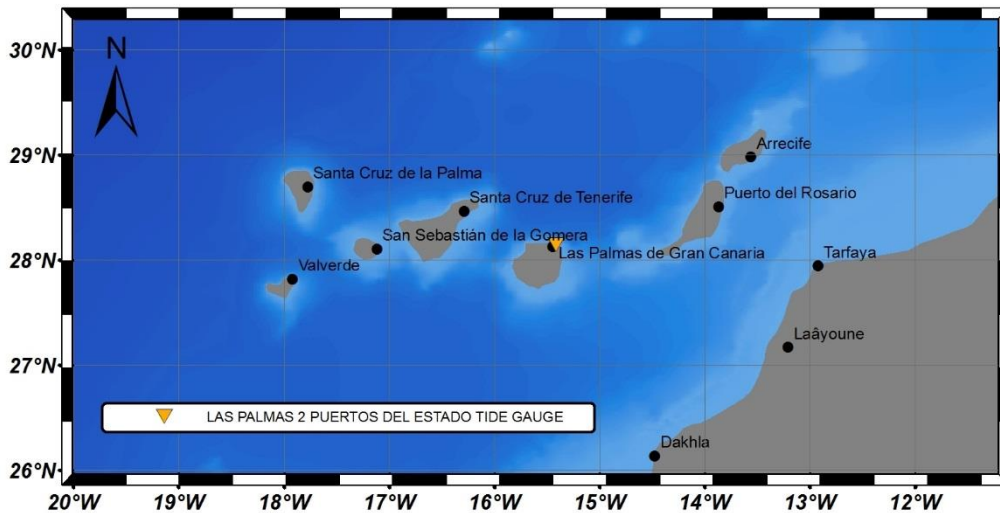 30°N
N
29°N
Arrecife
Santa Cruz de la Palma
Puerto del Rosario
Santa Cruz de Tenerife
San Sebastián de la Gomera
Las Palmas de Gran Canaria
28°N
Valverde
Tarfaya
Laâyoune
27°N
LAS PALMAS 2 PUERTOS DEL ESTADO TIDE GAUGE
Dakhla
26°N
20°W 19°W 18°W 17°W 16°W 15°W 14°W 13°W 12°W